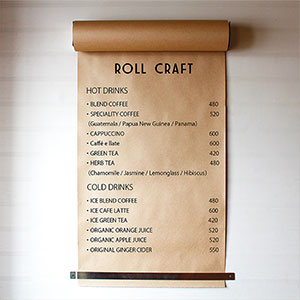 ROLL CRAFT
HOT DRINKS
• BLEND COFFEE 480
• SPECIALITY COFFEE 520
(Guatemala / Papua New Guinea / Panama)
• CAPPUCCINO 600
• Caffé e llate 600
• GREEN TEA 420
• HERB TEA 480
(Chamomile / Jasmine / Lemonglass / Hibiscus)
COLD DRINKS
• ICE BLEND COFFEE 480
• ICE CAFE LATTE 600
• ICE GREEN TEA 420
• ORGANIC ORANGE JUICE 520
• ORGANIC APPLE JUICE 520
• ORIGINAL GINGER CIDER 550